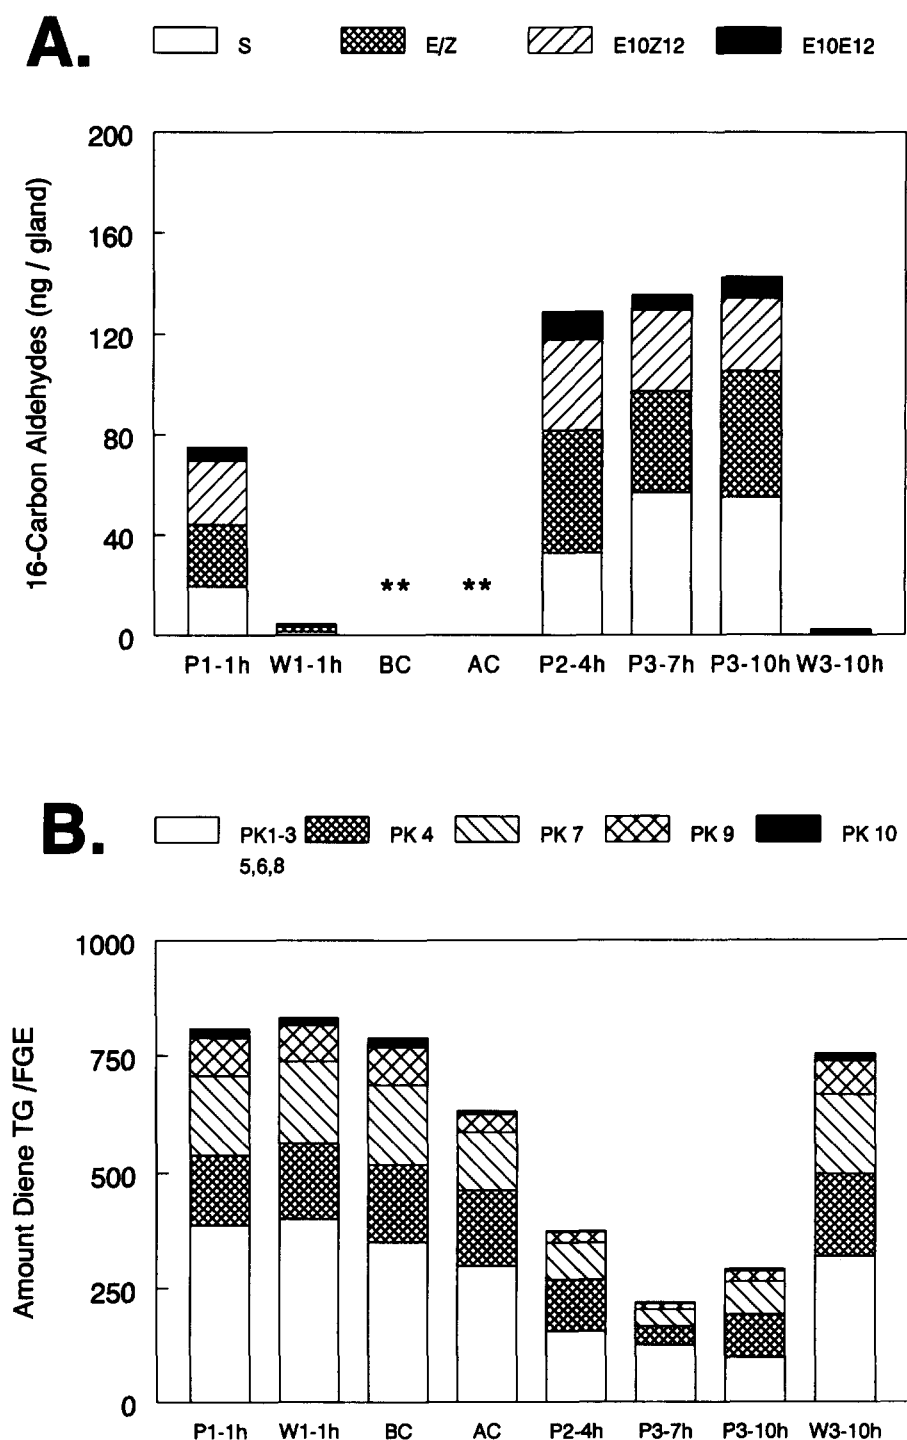 A.
S E/Z E10Z12 E10E12
200
160
120
80
40
0
16-Carbon Aldehydes (ng / gland)
** **
P1-1h W1-1h BC AC P2-4h P3-7h P3-10h W3-10h
B.
PK1-3 PK 4 PK 7 PK 9 PK 10
5,6,8
1000
750
500
250
0
Amount Diene TG /FGE
P1-1h W1-1h BC AC P2-4h P3-7h P3-10h W3-10h